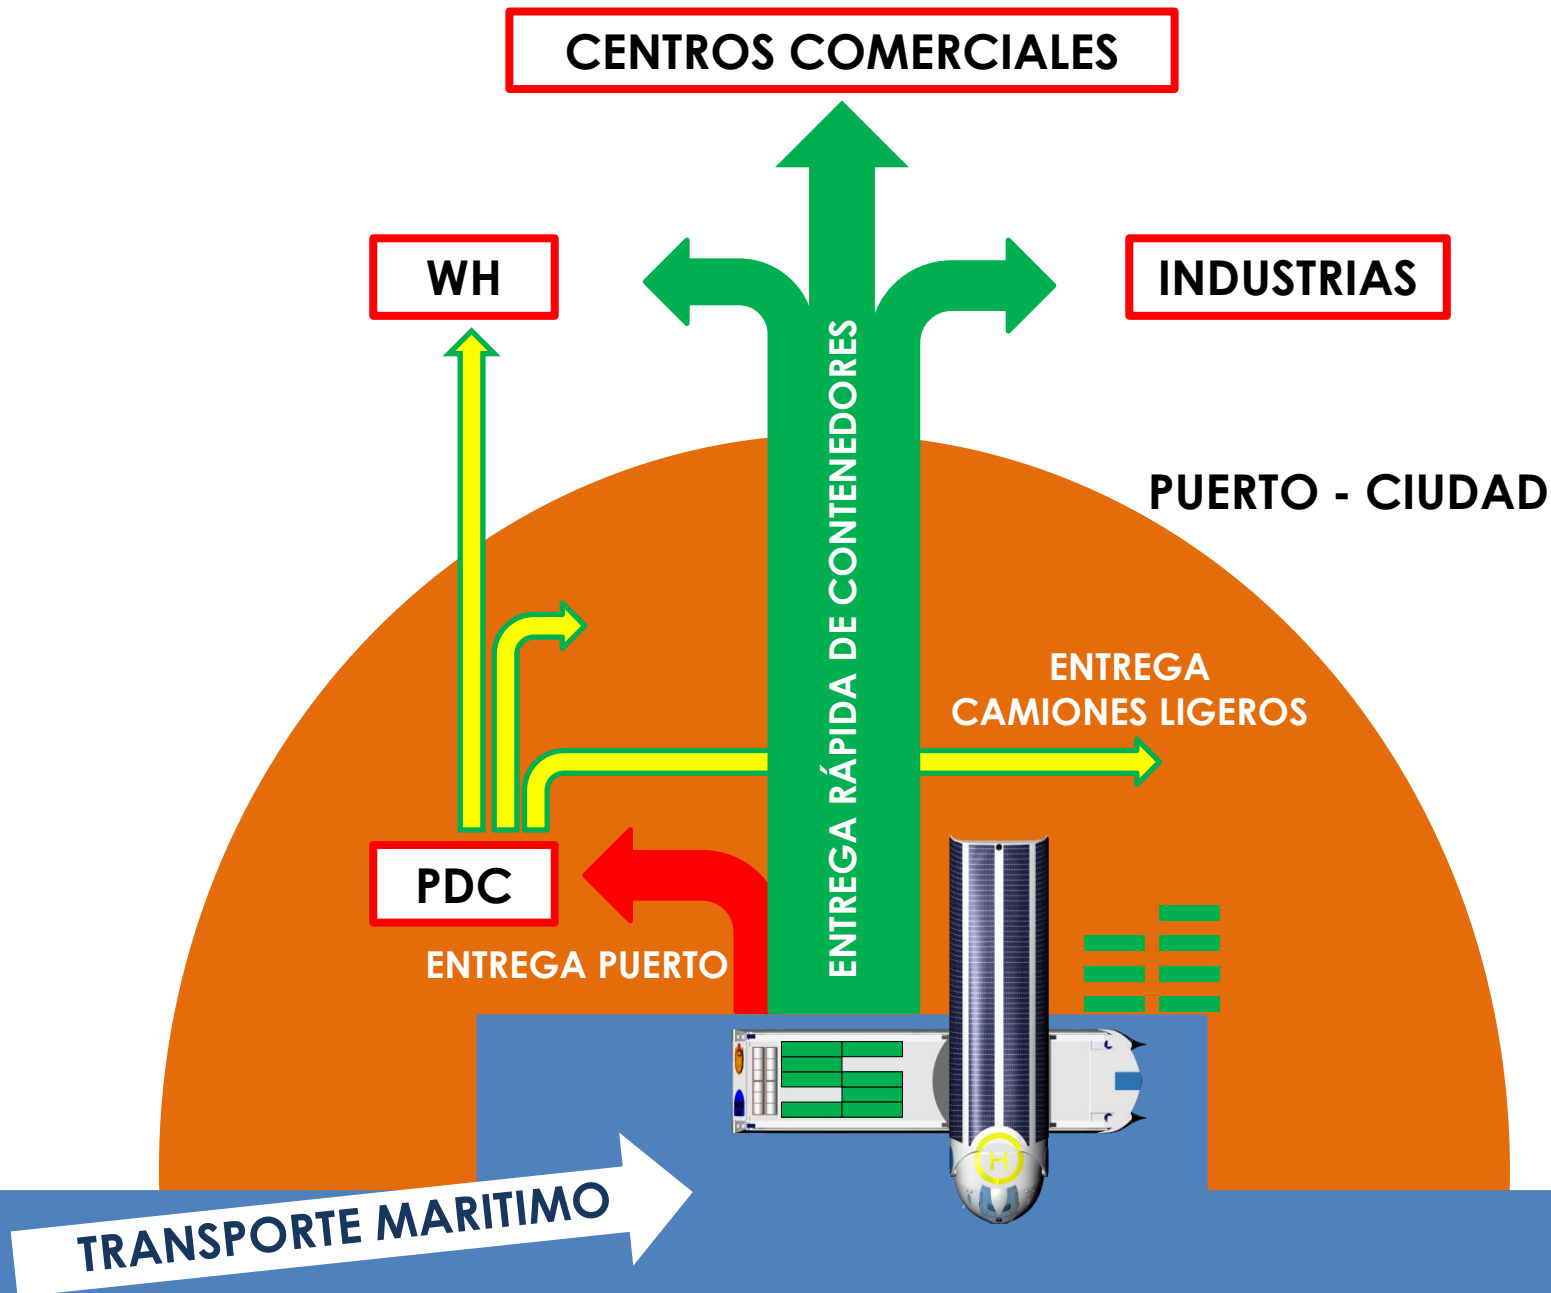 CENTROS COMERCIALES
WH
INDUSTRIAS
PUERTO - CIUDAD
ENTREGA RÁPIDA DE CONTENEDORES
ENTREGA
CAMIONES LIGEROS
PDC
ENTREGA PUERTO
H
TRANSPORTE MARITIMO